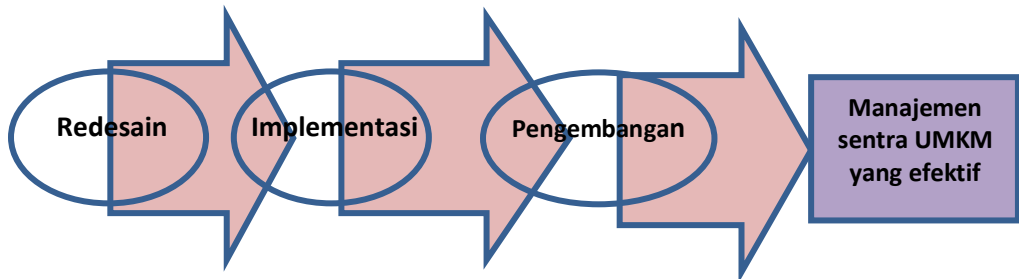 Redesain
Implementasi
Pengembangan
Manajemen
sentra UMKM
yang efektif